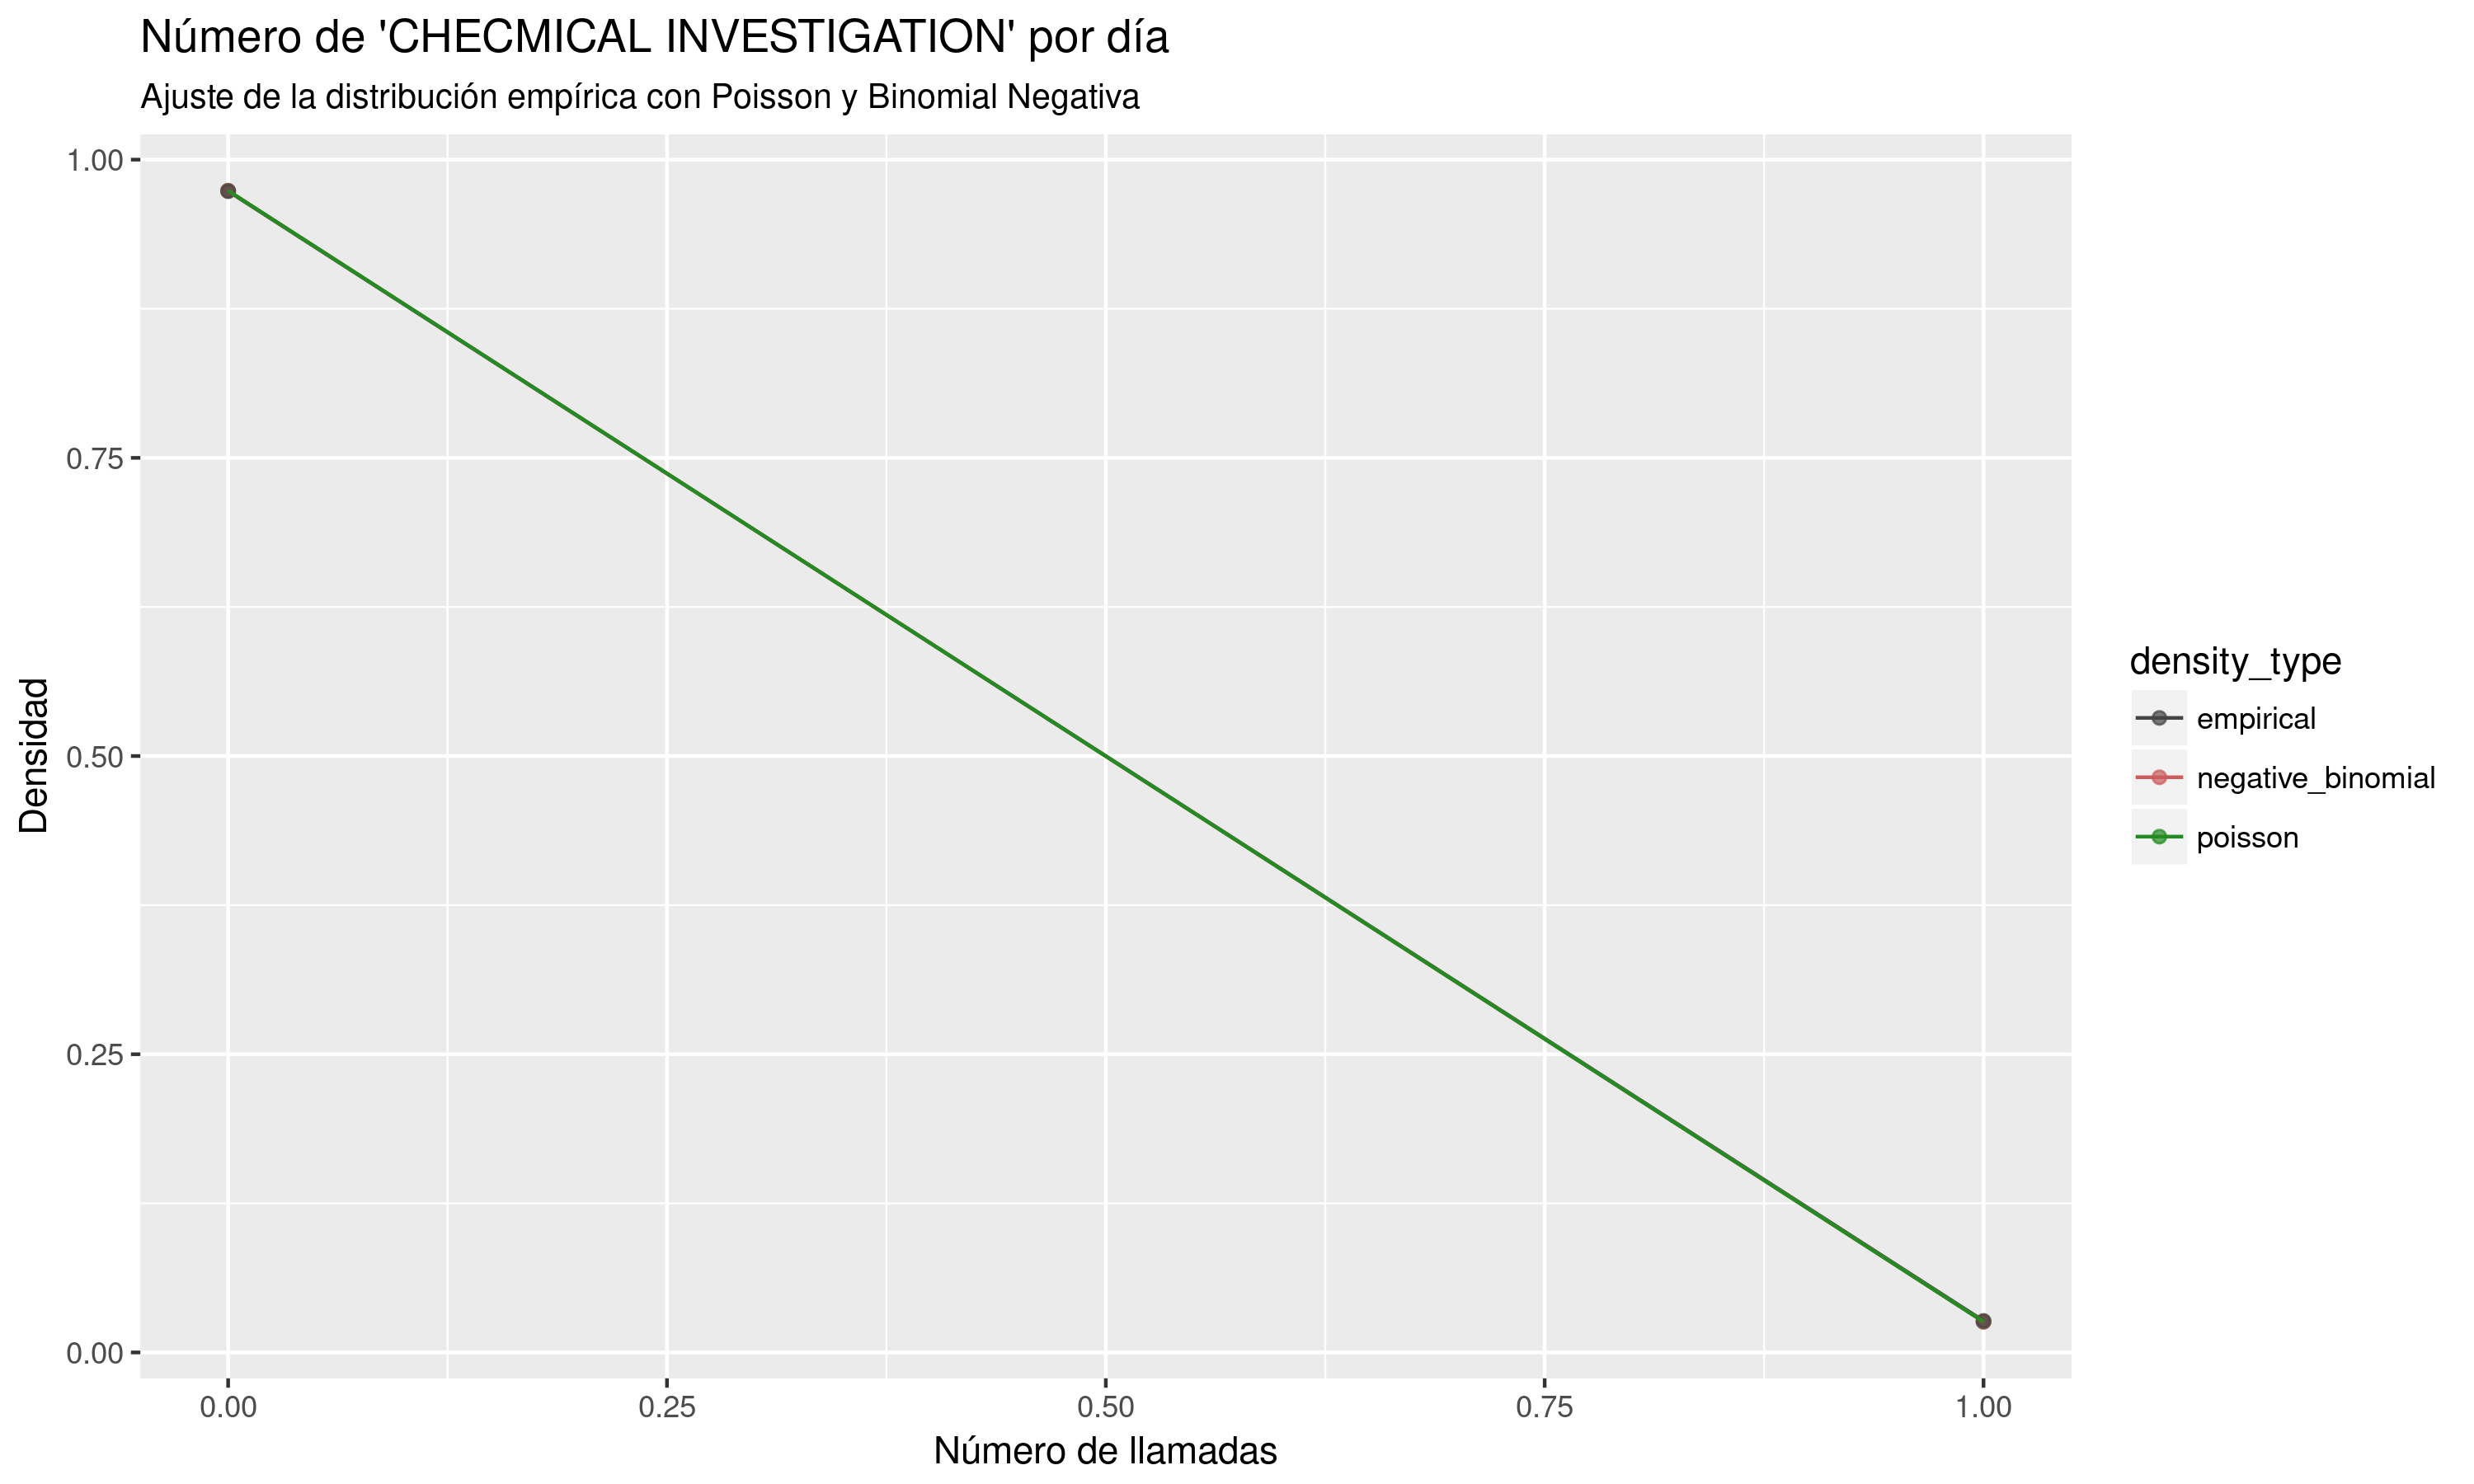 Número de 'CHECMICAL INVESTIGATION' por día
Ajuste de la distribución empírica con Poisson y Binomial Negativa
1.00
0.75
0.50
0.25
0.00
Densidad
0.00 0.25 0.50 0.75 1.00
Número de llamadas
density_type
empirical
negative_binomial
poisson